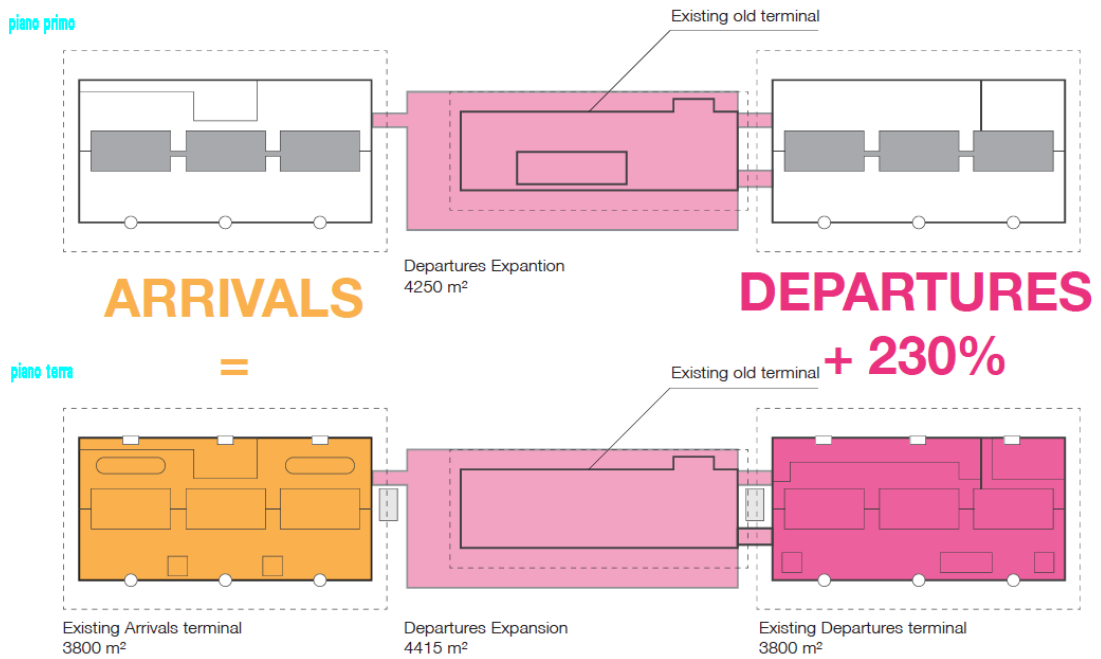 piano primo
Existing old terminal
Departures Expantion
4250 m²
ARRIVALS
=
DEPARTURES
+ 230%
piano terra
Existing old terminal
Existing Arrivals terminal
3800 m²
Departures Expansion
4415 m²
Existing Departures terminal
3800 m²